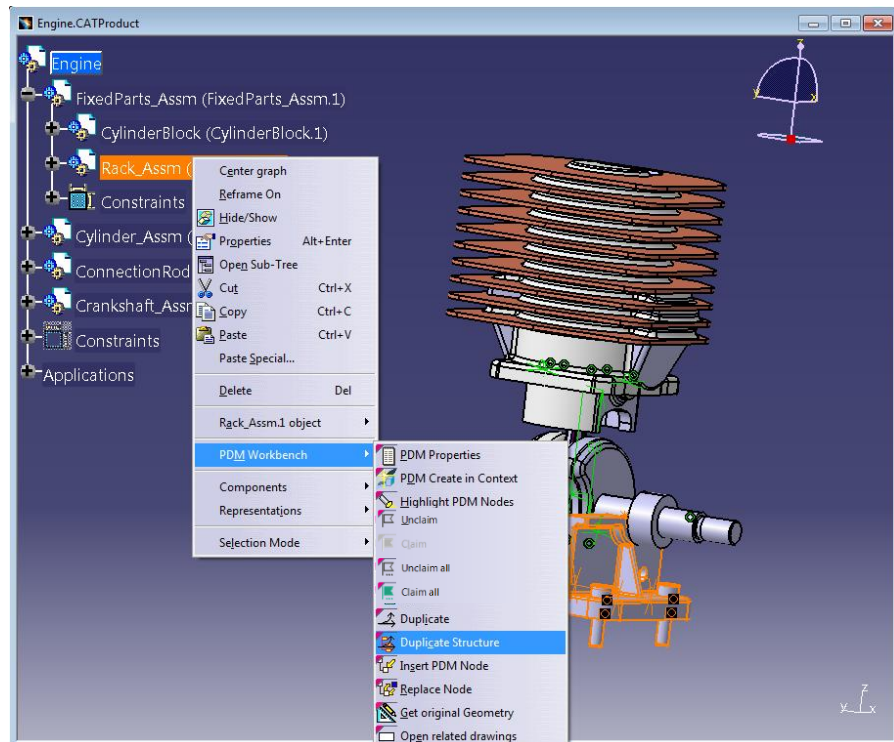 Engine.CATProduct
Engine
FixedParts_Assm (FixedParts_Assm.1)
CylinderBlock (CylinderBlock.1)
Rack_Assm (
Constraints
Cylinder_Assm (
ConnectionRod
Crankshaft_Assm
Constraints
Applications
Center graph
Reframe On
Hide/Show
Properties Alt+Enter
Open Sub-Tree
Cut Ctrl+X
Copy Ctrl+C
Paste Ctrl+V
Paste Special...
Delete Del
Rack_Assm.1 object
PDM Workbench
Components
Representations
Selection Mode
PDM Properties
PDM Create in Context
Highlight PDM Nodes
Unclaim
Claim
Unclaim all
Claim all
Duplicate
Duplicate Structure
Insert PDM Node
Replace Node
Get original Geometry
Open related drawings
z
y
x
z
y
x